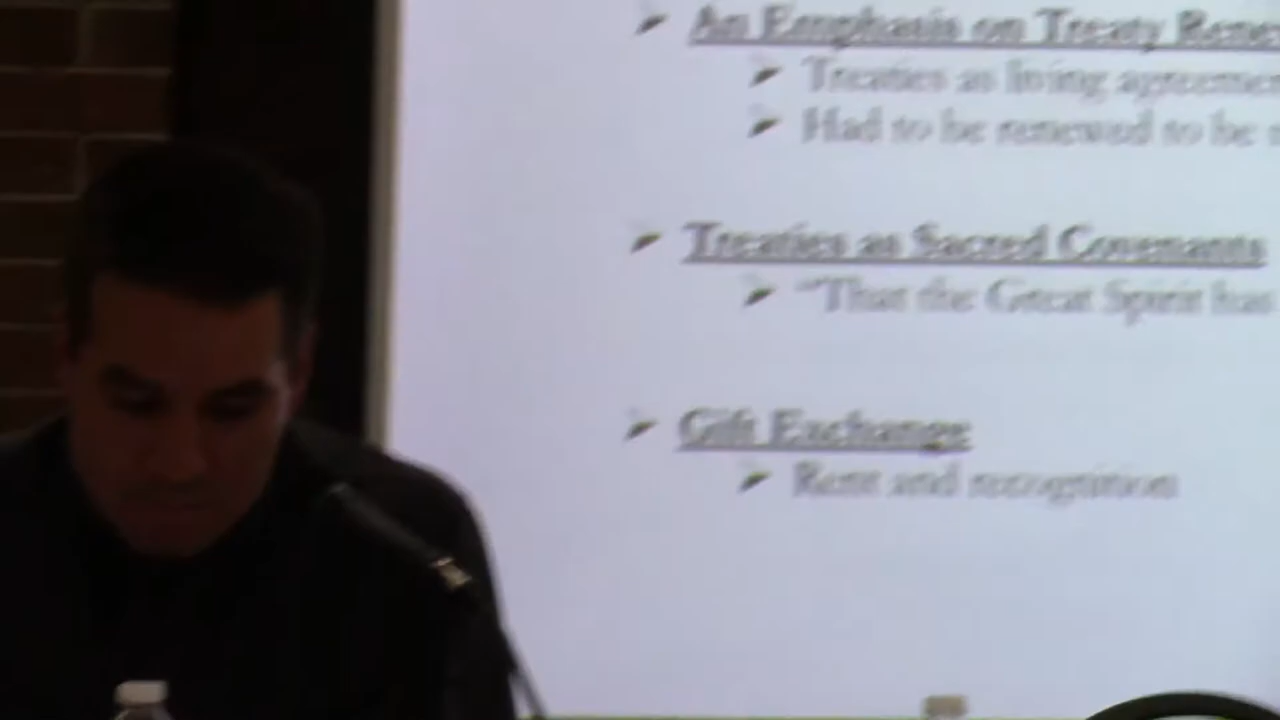 An Emphasis on Treaty
Treaties as living
Had to be renewed to be
Treaties as Sacred Covenants
"That the Great Spirit has
Gift Exchange
Rent and recognition